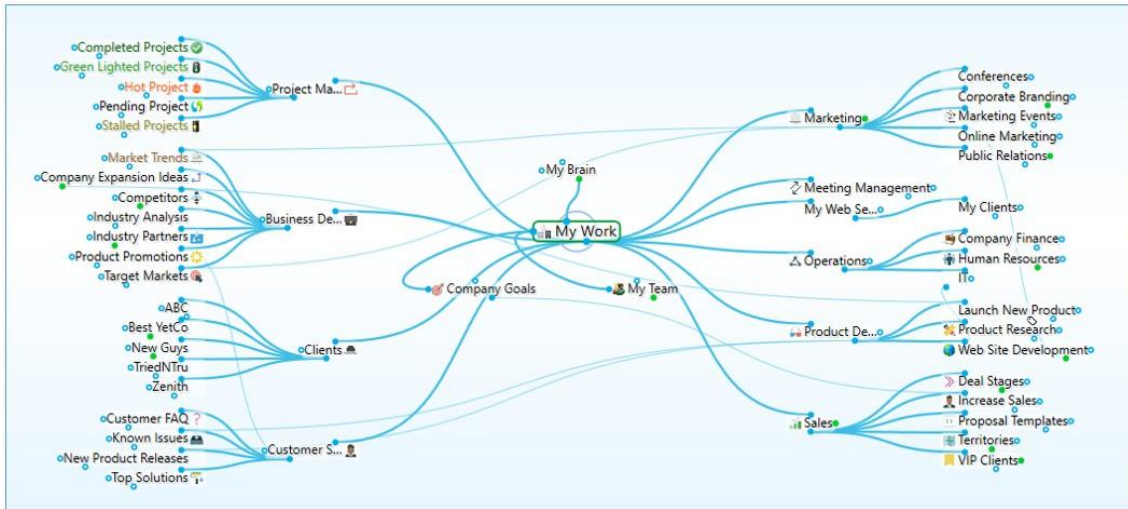 Completed Projects
Green Lighted Projects
Hot Project
Pending Project
Stalled Projects
Project Ma...
Market Trends
Company Expansion Ideas
Competitors
Industry Analysis
Industry Partners
Product Promotions
Target Markets
Business De...
ABC
Best YetCo
New Guys
TriedNTru
Zenith
Clients
Customer FAQ
Known Issues
New Product Releases
Top Solutions
Customer S...
My Brain
My Work
Company Goals
My Team
Marketing
Conferences
Corporate Branding
Marketing Events
Online Marketing
Public Relations
Meeting Management
My Web Se...
My Clients
Operations
Company Finance
Human Resources
IT
Product De...
Launch New Product
Product Research
Web Site Development
Sales
Deal Stages
Increase Sales
Proposal Templates
Territories
VIP Clients